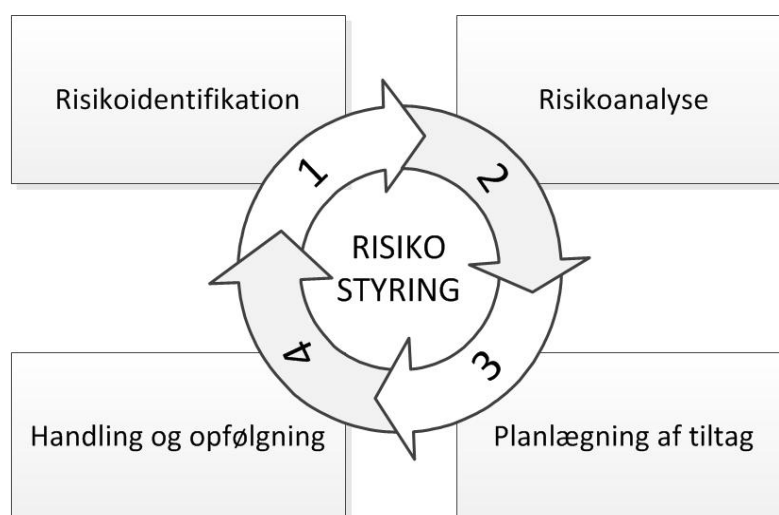 Risikoidentifikation
Risikoanalyse
1
2
RISIKO
STYRING
4
3
Handling og opfølgning
Planlægning af tiltag